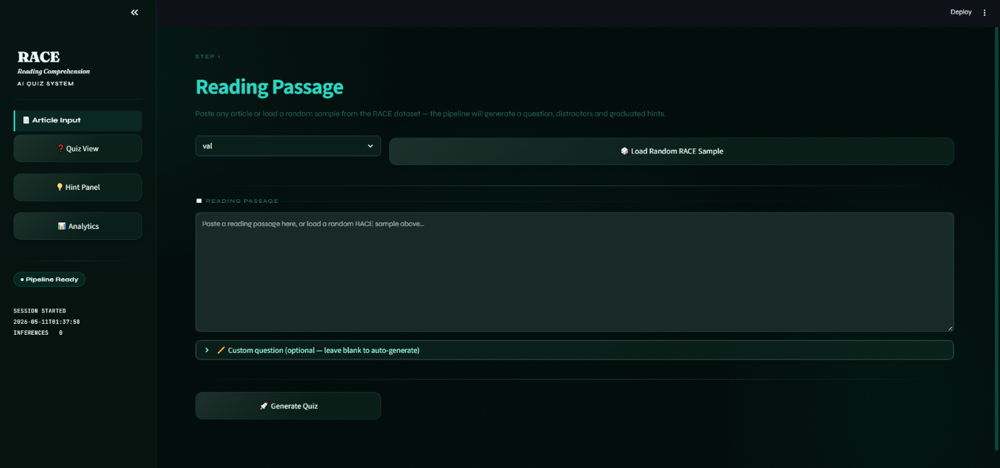 Deploy
RACE
Reading Comprehension
AI QUIZ SYSTEM
Article Input
Quiz View
Hint Panel
Analytics
• Pipeline Ready
SESSION STARTED
2026-05-11T01:37:58
INFERENCES 0
STEP 1
Reading Passage
Paste any article or load a random sample from the RACE dataset — the pipeline will generate a question, distractors and graduated hints.
val
Load Random RACE Sample
READING PASSAGE
Paste a reading passage here, or load a random RACE sample above...
Custom question (optional — leave blank to auto-generate)
Generate Quiz